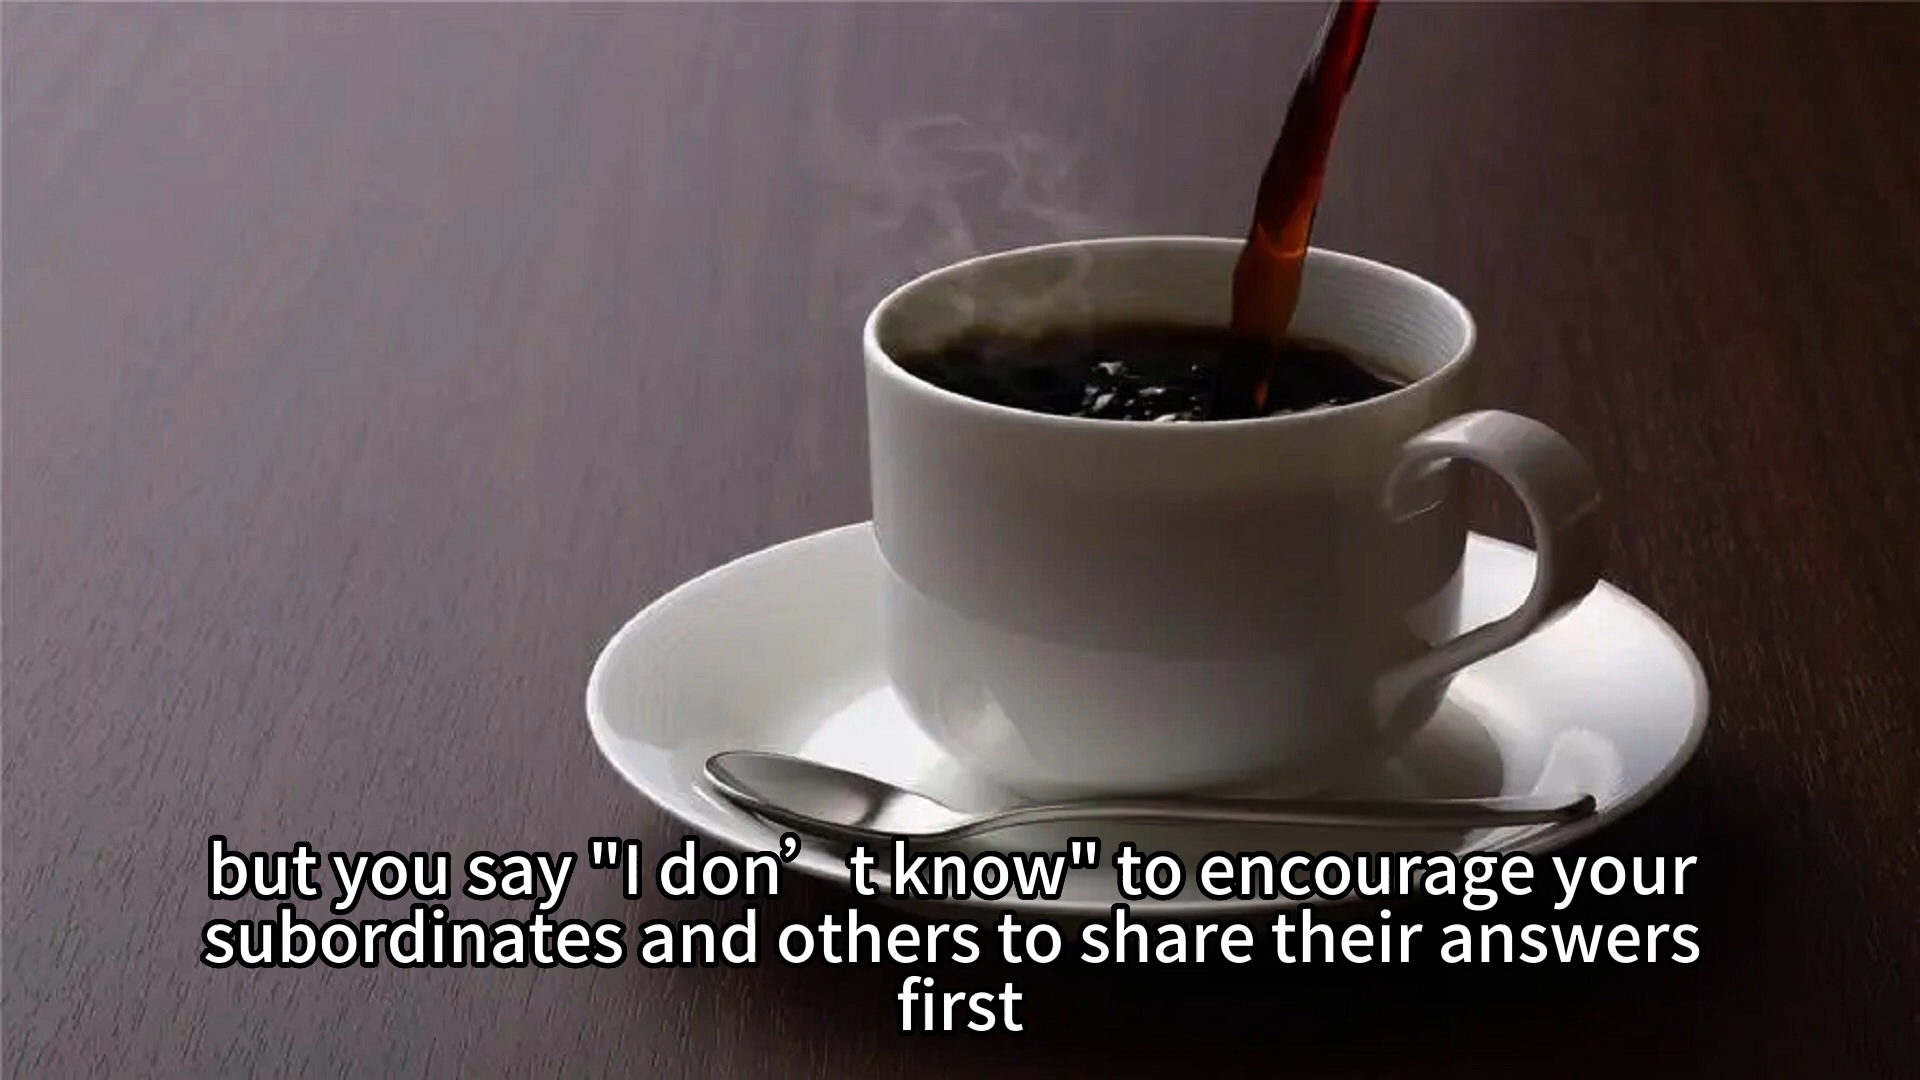 but you say "I don’t know" to encourage your
subordinates and others to share their answers
first